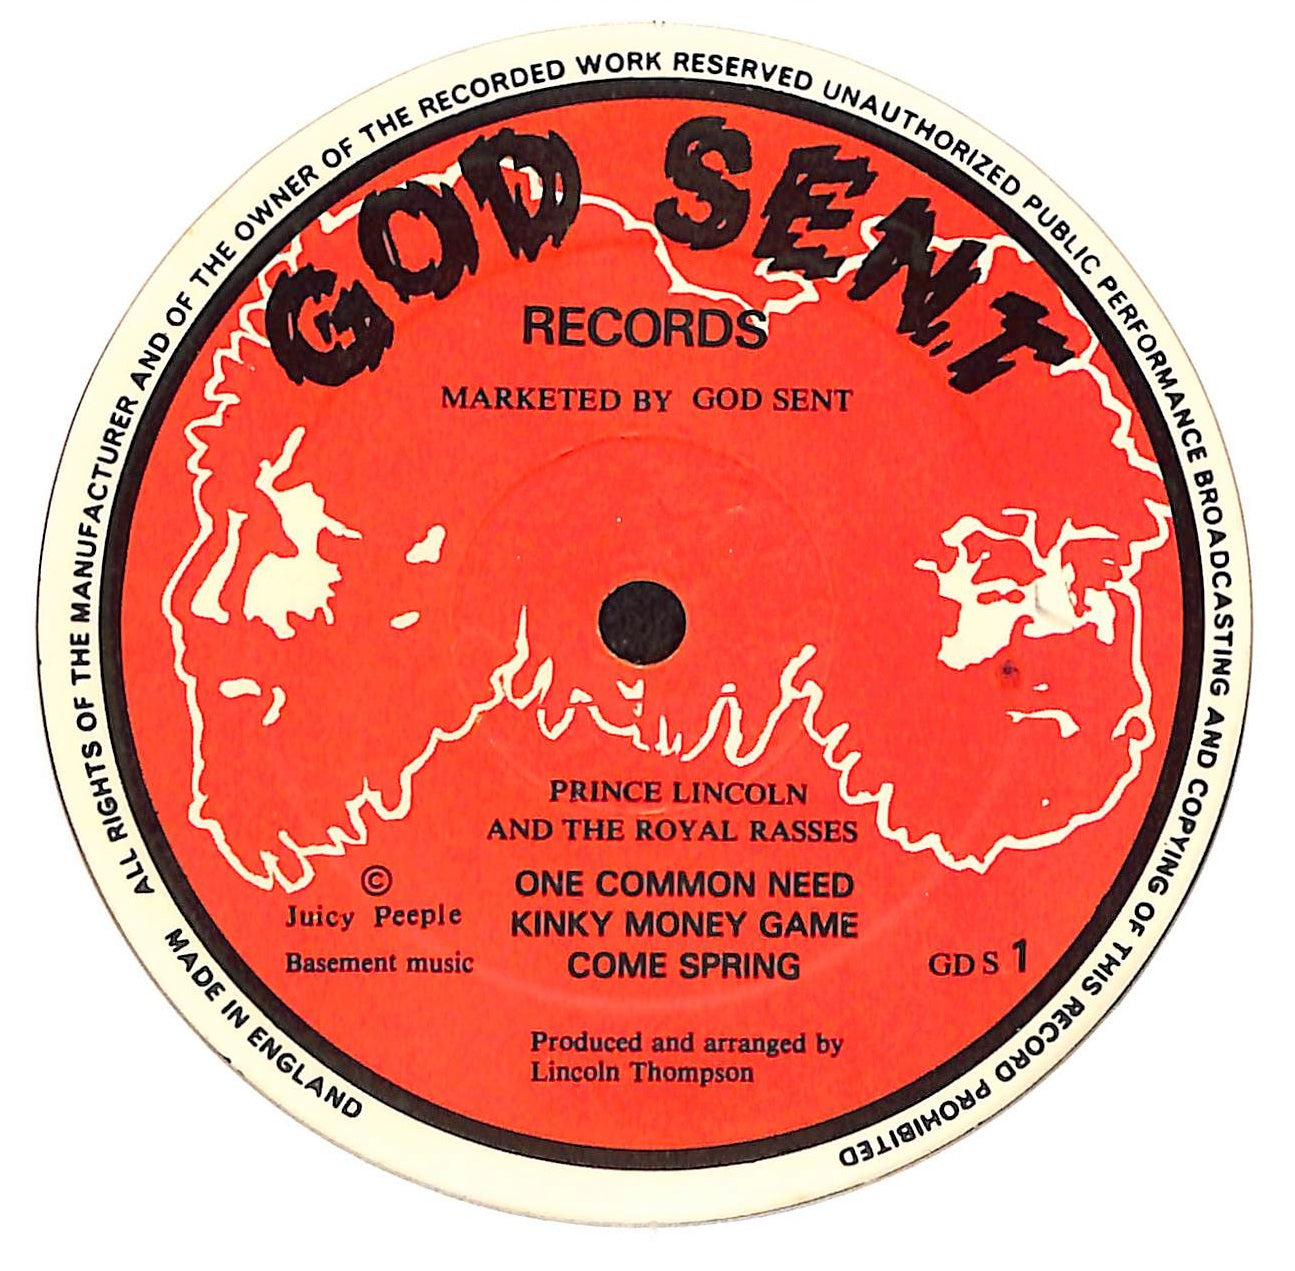 ALL RIGHTS OF THE MANUFACTURER AND OF THE OWNER OF THE RECORDED WORK RESERVED UNAUTHORIZED PUBLIC PERFORMANCE BROADCASTING AND COPYING OF THIS RECORD PROHIBITED
GOD SENT
RECORDS
MARKETED BY GOD SENT
PRINCE LINCOLN
AND THE ROYAL RASSES
©
Juicy Peeple
Basement music
ONE COMMON NEED
KINKY MONEY GAME
COME SPRING
GD S 1
Produced and arranged by
Lincoln Thompson
MADE IN ENGLAND